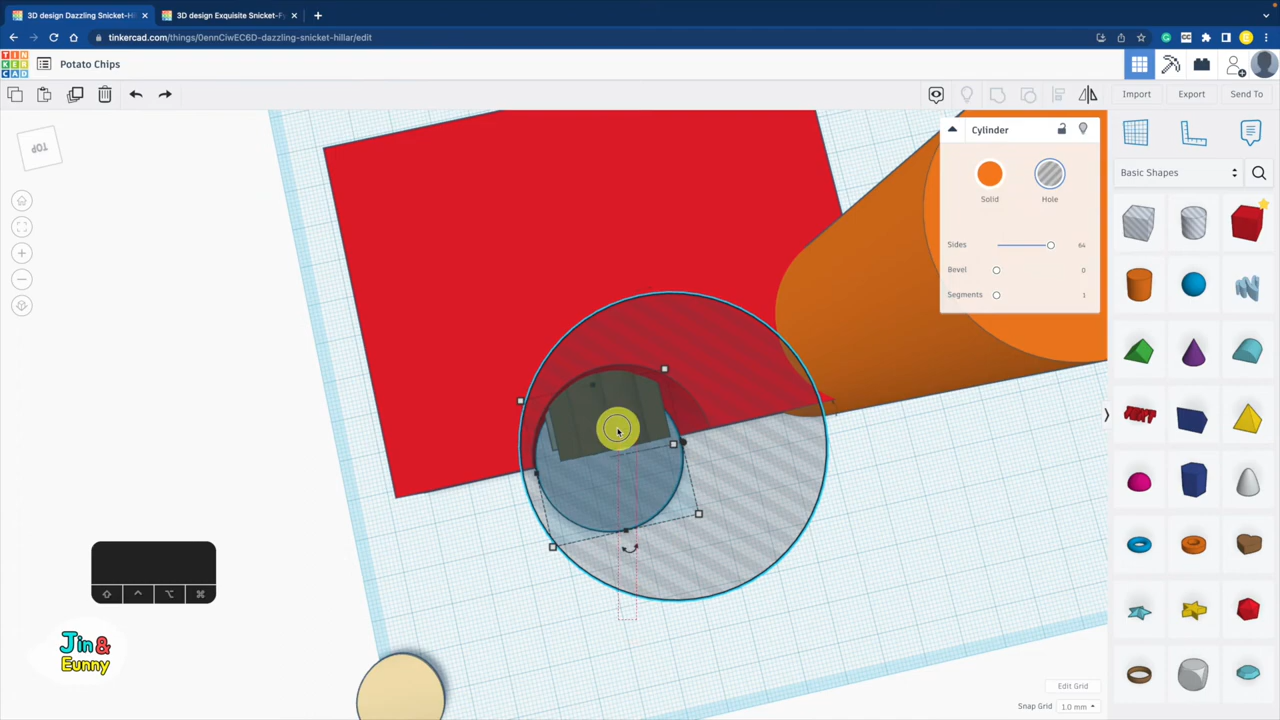 3D design Dazzling Snicket-Hi
3D design Exquisite Snicket-F
tinkercad.com/things/0ennCiwEC6D-dazzling-snicket-hillar/edit
TIN
KER
CAD
Potato Chips
Import
Export
Send To
TOP
Cylinder
Solid
Hole
Sides
64
Bevel
0
Segments
1
Basic Shapes
TEXT
Jin&
Eunny
Edit Grid
Snap Grid
1.0 mm